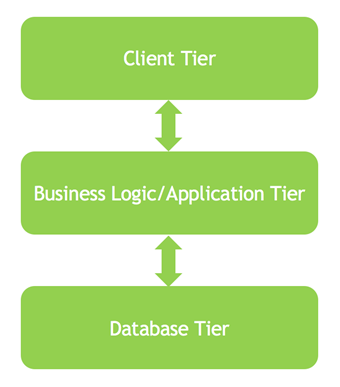 Client Tier
Business Logic/Application Tier
Database Tier